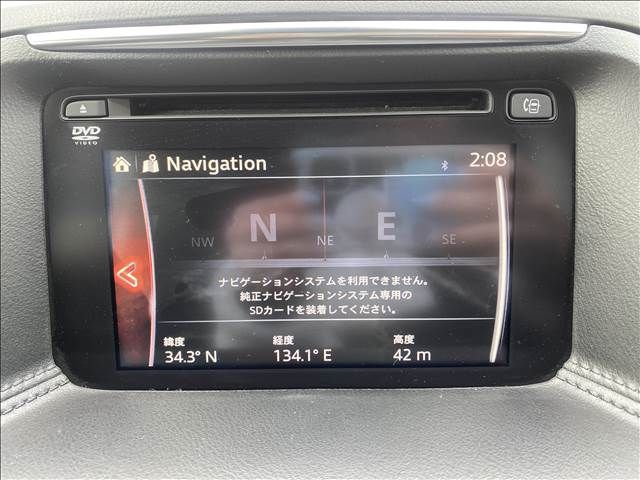 DVD
VIDEO
Navigation
2:08
NW
N
NE
E
SE
ナビゲーションシステムを利用できません。
純正ナビゲーションシステム専用の
SDカードを装着してください。
緯度 経度 高度
34.3° N 134.1° E 42 m